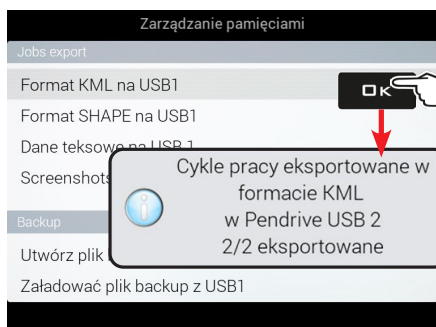 Zarządzanie pamięciami
Jobs export
Format KML na USB1
OK
Format SHAPE na USB1
Dane teksowe na USB 1
Screenshots
Cykle pracy eksportowane w
formacie KML
w Pendrive USB 2
2/2 eksportowane
Backup
Utwórz plik
Załadować plik backup z USB1